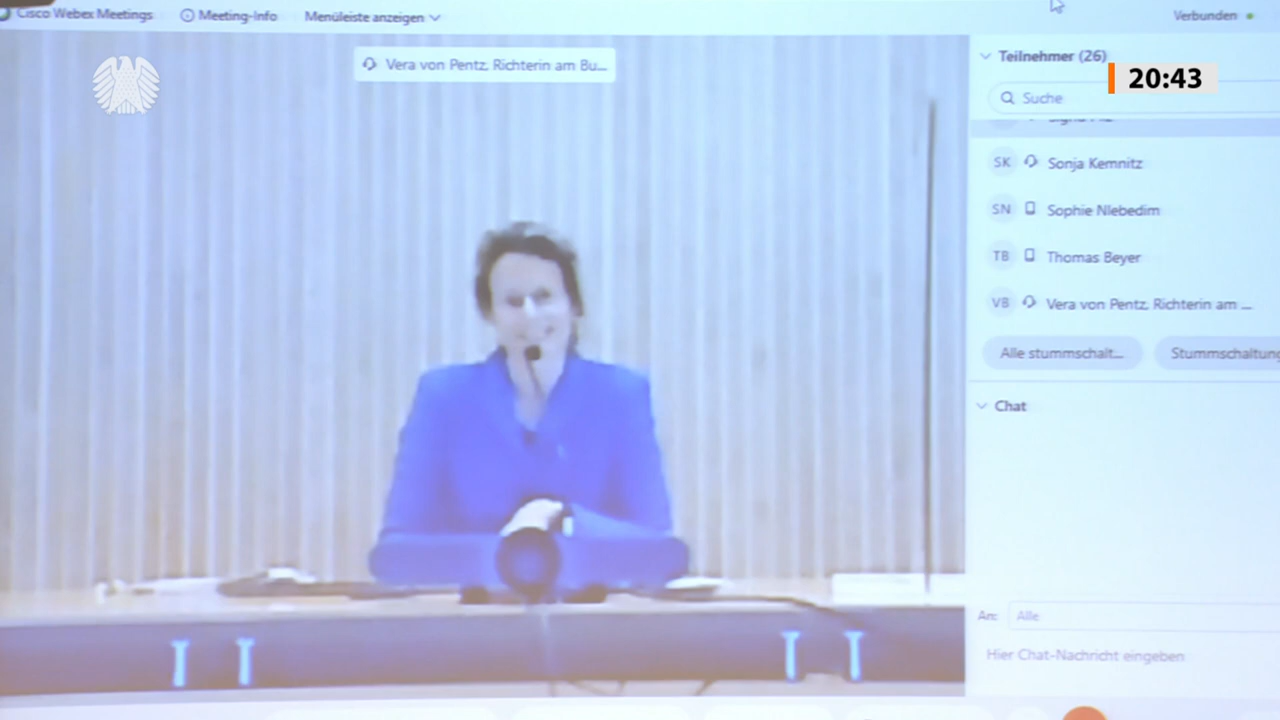 Cisco Webex Meetings Meeting-Info Menüleiste anzeigen Verbunden
Vera von Pentz, Richterin am Bu...
Teilnehmer (26)
20:43
Suche
SK Sonja Kemnitz
SN Sophie NIebedim
TB Thomas Beyer
VB Vera von Pentz, Richterin am ...
Alle stummschalt... Stummschaltung
Chat
An: Alle
Hier Chat-Nachricht eingeben